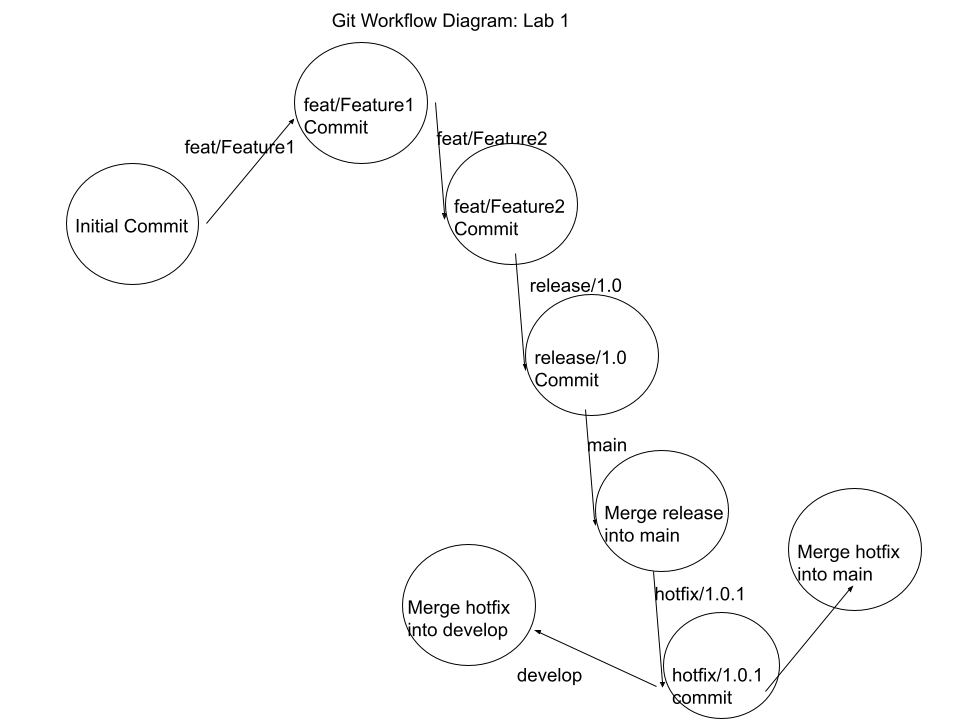 Git Workflow Diagram: Lab 1
feat/Feature1
Commit
feat/Feature1
Initial Commit
feat/Feature2
feat/Feature2
Commit
release/1.0
release/1.0
Commit
main
Merge release
into main
Merge hotfix
into main
hotfix/1.0.1
Merge hotfix
into develop
develop
hotfix/1.0.1
commit